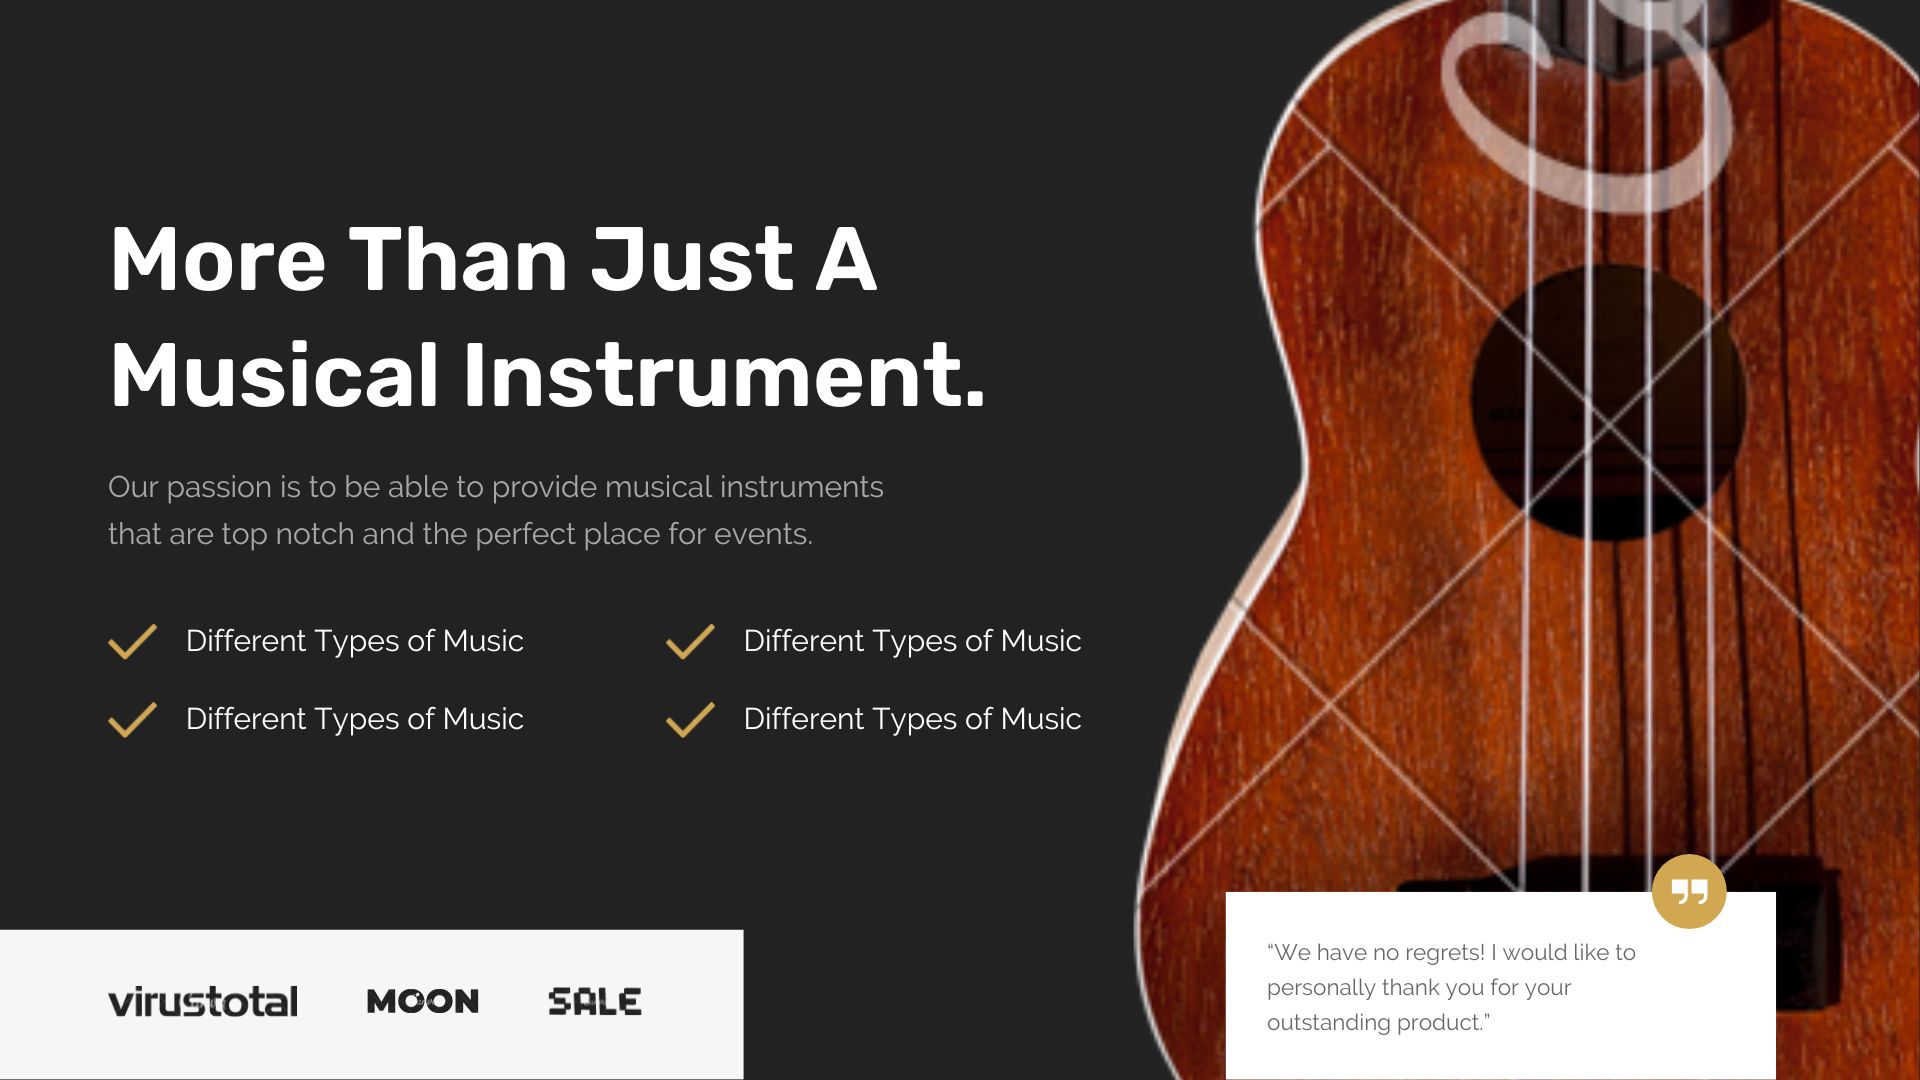 More Than Just A
Musical Instrument.
Our passion is to be able to provide musical instruments
that are top notch and the perfect place for events.
Different Types of Music
Different Types of Music
Different Types of Music
Different Types of Music
virustotal
MOON
SALE
“We have no regrets! I would like to
personally thank you for your
outstanding product.”